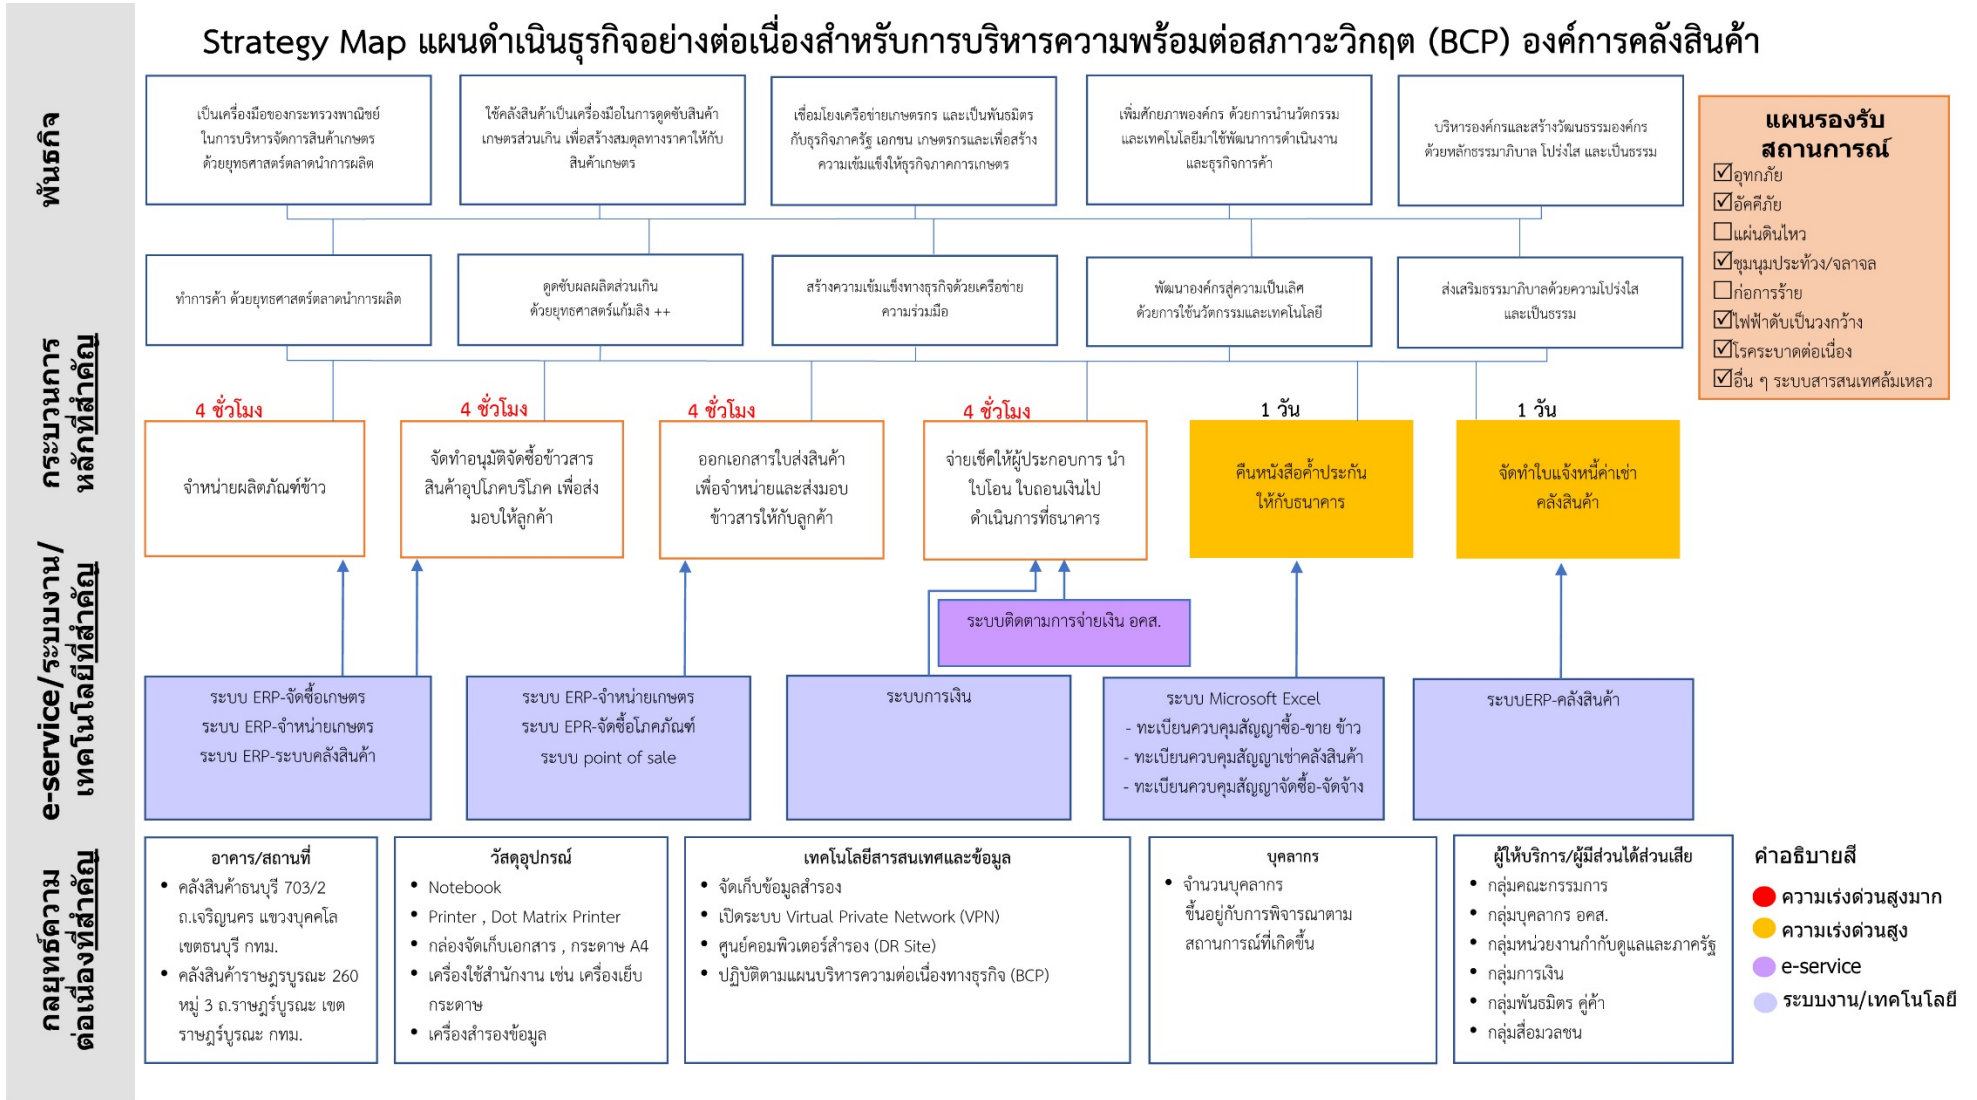 Strategy Map แผนดำเนินธุรกิจอย่างต่อเนื่องสำหรับการบริหารความพร้อมต่อสภาวะวิกฤต (BCP) องค์การคลังสินค้า
พันธกิจ
เป็นเครื่องมือของกระทรวงพาณิชย์
ในการบริหารจัดการสินค้าเกษตร
ด้วยยุทธศาสตร์ตลาดนำการผลิต
ใช้คลังสินค้าเป็นเครื่องมือในการดูดซับสินค้า
เกษตรส่วนเกิน เพื่อสร้างสมดุลทางราคาให้กับ
สินค้าเกษตร
เชื่อมโยงเครือข่ายเกษตรกร และเป็นพันธมิตร
กับธุรกิจภาครัฐ เอกชน เกษตรกรและเพื่อสร้าง
ความเข้มแข็งให้ธุรกิจภาคการเกษตร
เพิ่มศักยภาพองค์กร ด้วยการนำนวัตกรรม
และเทคโนโลยีมาใช้พัฒนาการดำเนินงาน
และธุรกิจการค้า
บริหารองค์กรและสร้างวัฒนธรรมองค์กร
ด้วยหลักธรรมาภิบาล โปร่งใส และเป็นธรรม
แผนรองรับ
สถานการณ์
☑อุทกภัย
☑อัคคีภัย
☐แผ่นดินไหว
☑ชุมนุมประท้วง/จลาจล
☐ก่อการร้าย
☑ไฟฟ้าดับเป็นวงกว้าง
☑โรคระบาดต่อเนื่อง
☑อื่น ๆ ระบบสารสนเทศล้มเหลว
กระบวนการ
หลักที่สำคัญ
ทำการค้า ด้วยยุทธศาสตร์ตลาดนำการผลิต
ดูดซับผลผลิตส่วนเกิน
ด้วยยุทธศาสตร์แก้มลิง ++
สร้างความเข้มแข็งทางธุรกิจด้วยเครือข่าย
ความร่วมมือ
พัฒนาองค์กรสู่ความเป็นเลิศ
ด้วยการใช้นวัตกรรมและเทคโนโลยี
ส่งเสริมธรรมาภิบาลด้วยความโปร่งใส
และเป็นธรรม
4 ชั่วโมง
จำหน่ายผลิตภัณฑ์ข้าว
4 ชั่วโมง
จัดทำอนุมัติจัดซื้อข้าวสาร
สินค้าอุปโภคบริโภค เพื่อส่ง
มอบให้ลูกค้า
4 ชั่วโมง
ออกเอกสารใบส่งสินค้า
เพื่อจำหน่ายและส่งมอบ
ข้าวสารให้กับลูกค้า
4 ชั่วโมง
จ่ายเช็คให้ผู้ประกอบการ นำ
ใบโอน ใบถอนเงินไป
ดำเนินการที่ธนาคาร
1 วัน
คืนหนังสือค้ำประกัน
ให้กับธนาคาร
1 วัน
จัดทำใบแจ้งหนี้ค่าเช่า
คลังสินค้า
e-service/ระบบงาน/
เทคโนโลยีที่สำคัญ
ระบบติดตามการจ่ายเงิน อคส.
ระบบ ERP-จัดซื้อเกษตร
ระบบ ERP-จำหน่ายเกษตร
ระบบ ERP-ระบบคลังสินค้า
ระบบ ERP-จำหน่ายเกษตร
ระบบ EPR-จัดซื้อโภคภัณฑ์
ระบบ point of sale
ระบบการเงิน
ระบบ Microsoft Excel
- ทะเบียนควบคุมสัญญาซื้อ-ขาย ข้าว
- ทะเบียนควบคุมสัญญาเช่าคลังสินค้า
- ทะเบียนควบคุมสัญญาจัดซื้อ-จัดจ้าง
ระบบERP-คลังสินค้า
กลยุทธ์ความ
ต่อเนื่องที่สำคัญ
อาคาร/สถานที่
• คลังสินค้าธนบุรี 703/2
ถ.เจริญนคร แขวงบุคคโล
เขตธนบุรี กทม.
• คลังสินค้าราษฎรบูรณะ 260
หมู่ 3 ถ.ราษฎร์บูรณะ เขต
ราษฎร์บูรณะ กทม.
วัสดุอุปกรณ์
• Notebook
• Printer , Dot Matrix Printer
• กล่องจัดเก็บเอกสาร , กระดาษ A4
• เครื่องใช้สำนักงาน เช่น เครื่องเย็บ
กระดาษ
• เครื่องสำรองข้อมูล
เทคโนโลยีสารสนเทศและข้อมูล
• จัดเก็บข้อมูลสำรอง
• เปิดระบบ Virtual Private Network (VPN)
• ศูนย์คอมพิวเตอร์สำรอง (DR Site)
• ปฏิบัติตามแผนบริหารความต่อเนื่องทางธุรกิจ (BCP)
บุคลากร
• จำนวนบุคลากร
ขึ้นอยู่กับการพิจารณาตาม
สถานการณ์ที่เกิดขึ้น
ผู้ให้บริการ/ผู้มีส่วนได้ส่วนเสีย
• กลุ่มคณะกรรมการ
• กลุ่มบุคลากร อคส.
• กลุ่มหน่วยงานกำกับดูแลและภาครัฐ
• กลุ่มการเงิน
• กลุ่มพันธมิตร คู่ค้า
• กลุ่มสื่อมวลชน
คำอธิบายสี
ความเร่งด่วนสูงมาก
ความเร่งด่วนสูง
e-service
ระบบงาน/เทคโนโลยี